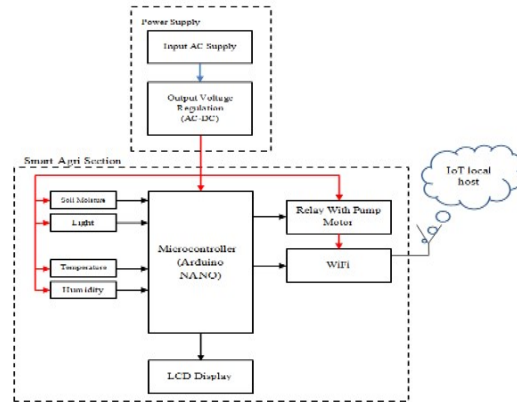 Power Supply
Input AC Supply
Output Voltage
Regulation
(AC-DC)
Smart Agri Section
IoT local
host
Soil Moisture
Light
Temperature
Humidity
Microcontroller
(Arduino
NANO)
Relay With Pump
Motor
WiFi
LCD Display